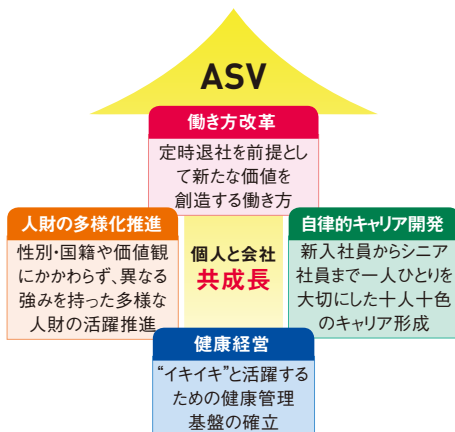 ASV
働き方改革
定時退社を前提とし
て新たな価値を
創造する働き方
人財の多様化推進
性別・国籍や価値観
にかかわらず、異なる
強みを持った多様な
人財の活躍推進
個人と会社
共成長
自律的キャリア開発
新入社員からシニア
社員まで一人ひとりを
大切にした十人十色
のキャリア形成
健康経営
“イキイキ”と活躍する
ための健康管理
基盤の確立